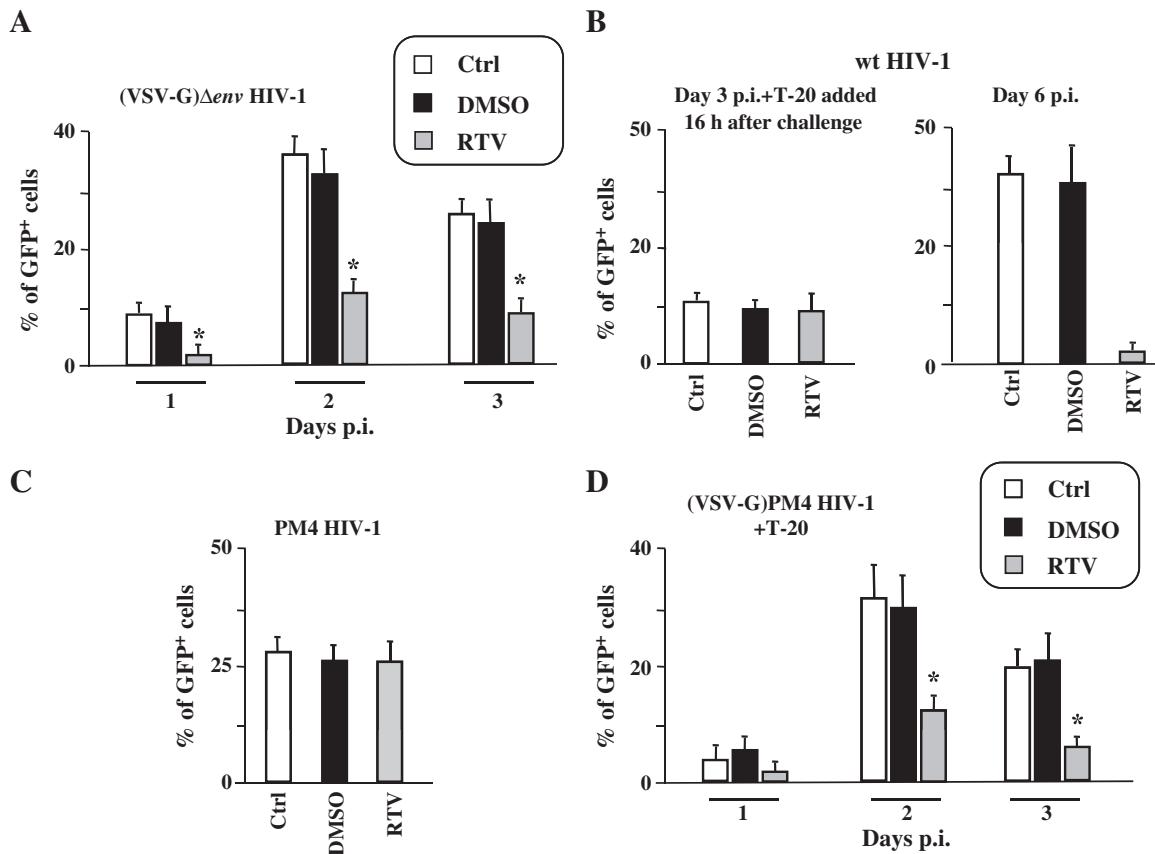 A
(VSV-G)Δenv HIV-1
Ctrl
DMSO
RTV
% of GFP+ cells
40
20
0
*
*
*
1
2
3
Days p.i.
B
wt HIV-1
Day 3 p.i.+T-20 added
16 h after challenge
% of GFP+ cells
50
20
0
Ctrl
DMSO
RTV
Day 6 p.i.
50
20
0
Ctrl
DMSO
RTV
C
PM4 HIV-1
% of GFP+ cells
50
25
0
Ctrl
DMSO
RTV
D
(VSV-G)PM4 HIV-1
+T-20
Ctrl
DMSO
RTV
% of GFP+ cells
40
20
0
*
*
1
2
3
Days p.i.